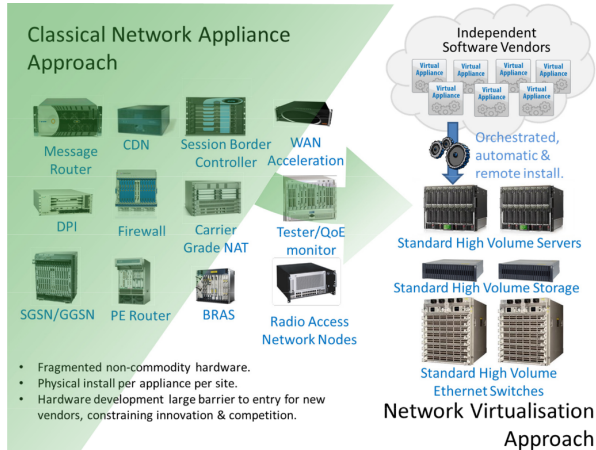 Classical Network Appliance
Approach
Message
Router
CDN
Session Border
Controller
WAN
Acceleration
DPI
Firewall
Carrier
Grade NAT
Tester/QoE
monitor
SGSN/GGSN
PE Router
BRAS
Radio Access
Network Nodes
• Fragmented non-commodity hardware.
• Physical install per appliance per site.
• Hardware development large barrier to entry for new
vendors, constraining innovation & competition.
Independent
Software Vendors
Virtual
Appliance
Virtual
Appliance
Virtual
Appliance
Virtual
Appliance
Virtual
Appliance
Virtual
Appliance
Virtual
Appliance
Orchestrated,
automatic &
remote install.
Standard High Volume Servers
Standard High Volume Storage
Standard High Volume
Ethernet Switches
Network Virtualisation
Approach